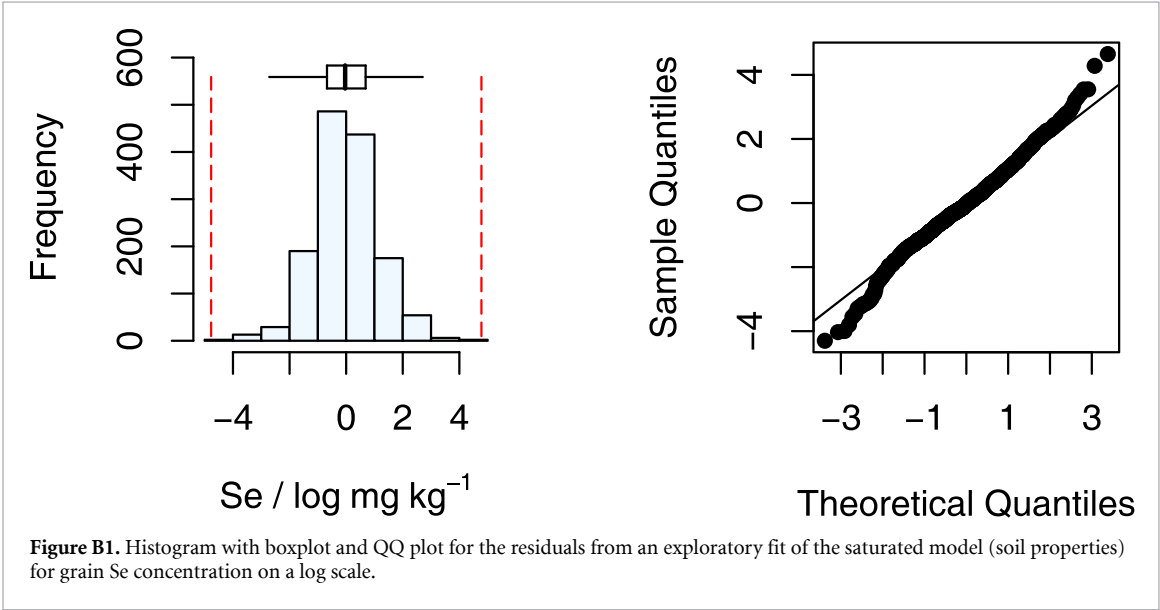 Frequency
600
400
200
0
−4 0 2 4
Se / log mg kg⁻¹
Sample Quantiles
4
2
0
−4
−3 −1 1 3
Theoretical Quantiles
Figure B1. Histogram with boxplot and QQ plot for the residuals from an exploratory fit of the saturated model (soil properties)
for grain Se concentration on a log scale.